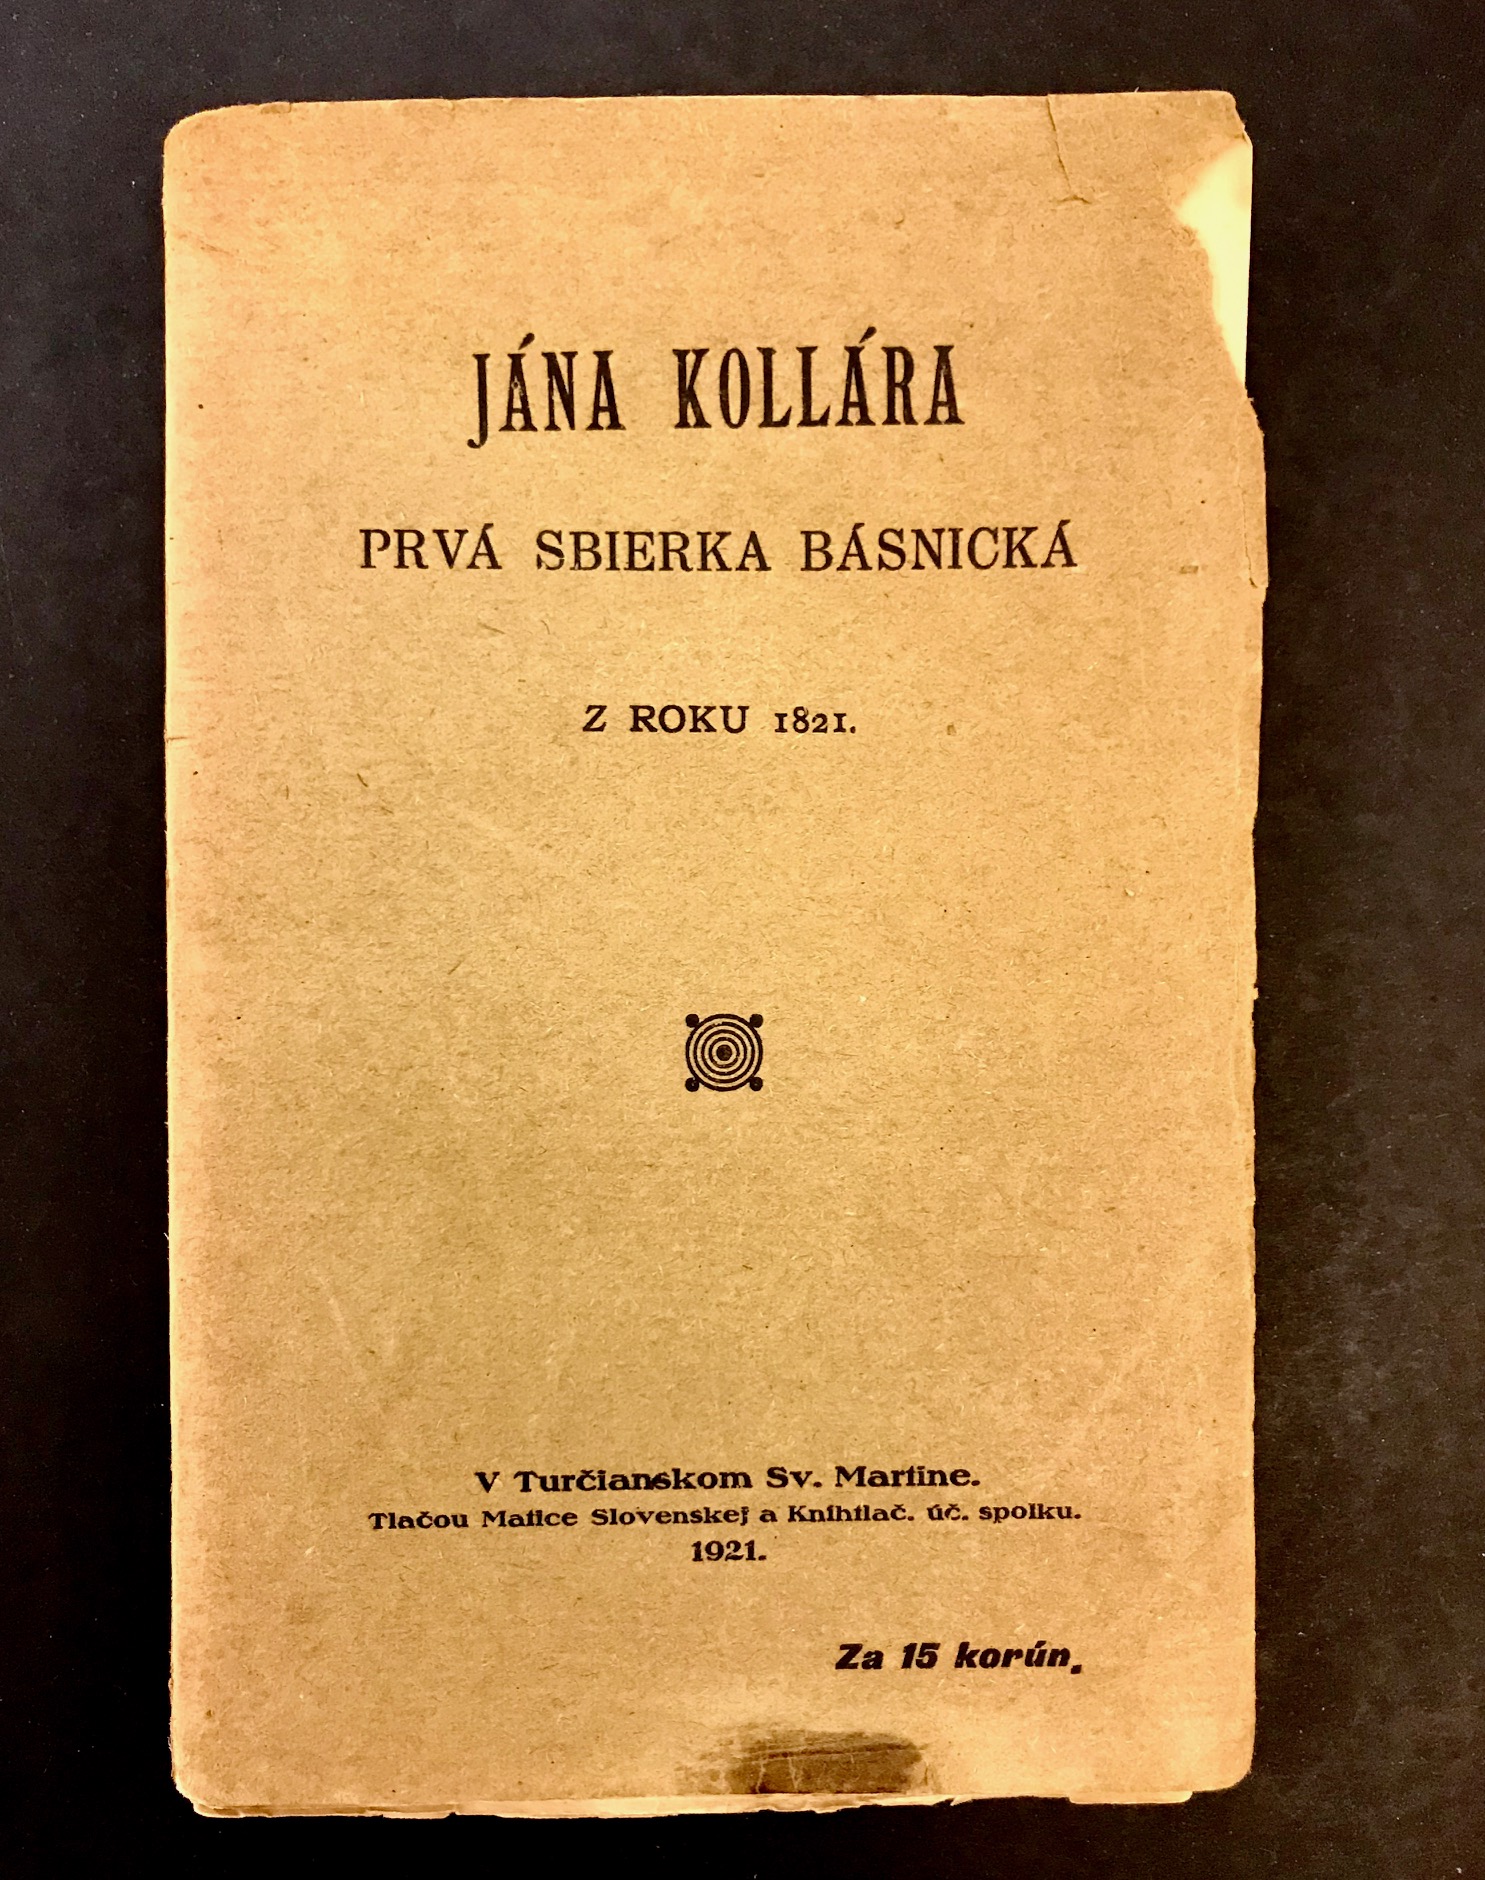 JÁNA KOLLÁRA
PRVÁ SBIERKA BÁSNICKÁ
Z ROKU 1821.
V Turčianskom Sv. Martine.
Tlačou Matice Slovenskej a Kníhtlač. úč. spolku.
1921.
Za 15 korún.